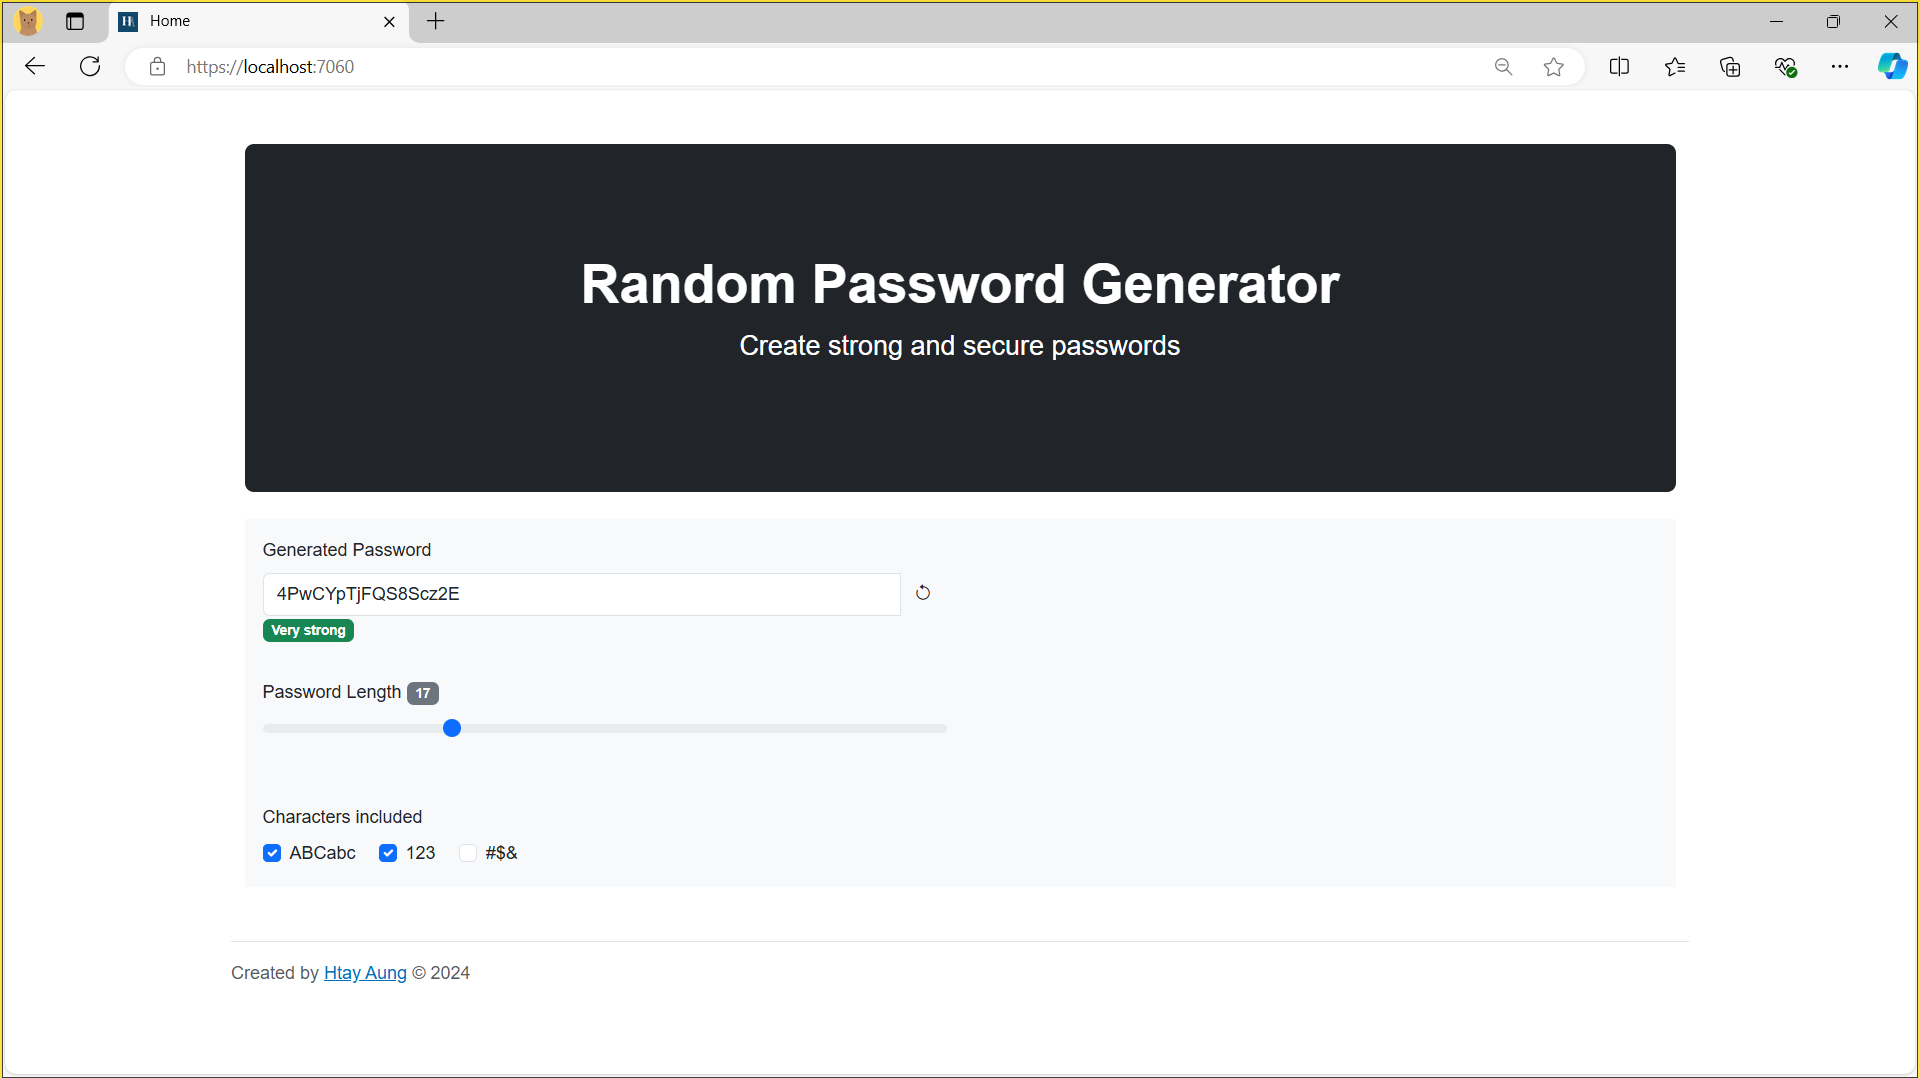 Home
https://localhost:7060
Random Password Generator
Create strong and secure passwords
Generated Password
4PwCYpTjFQS8Scz2E
Very strong
Password Length 17
Characters included
ABCabc 123 #$&
Created by Htay Aung © 2024